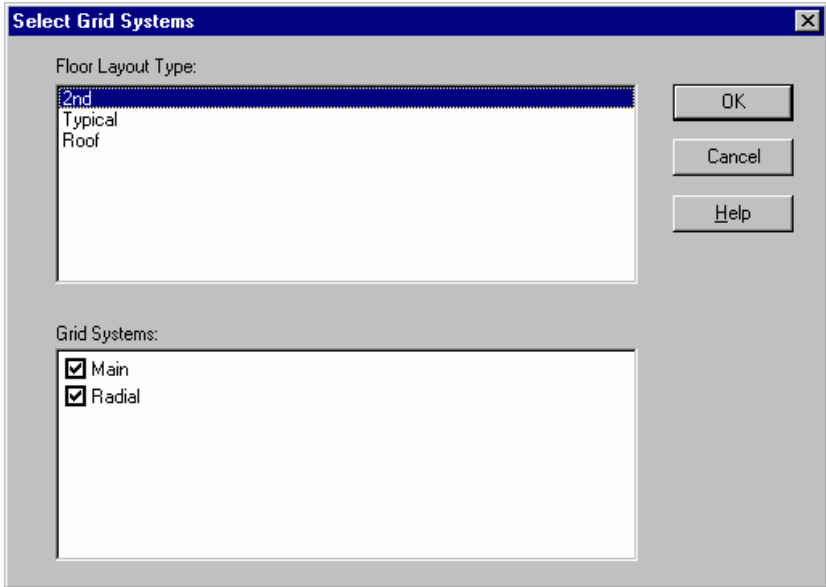 Select Grid Systems
Floor Layout Type:
2nd
Typical
Roof
OK
Cancel
Help
Grid Systems:
Main
Radial